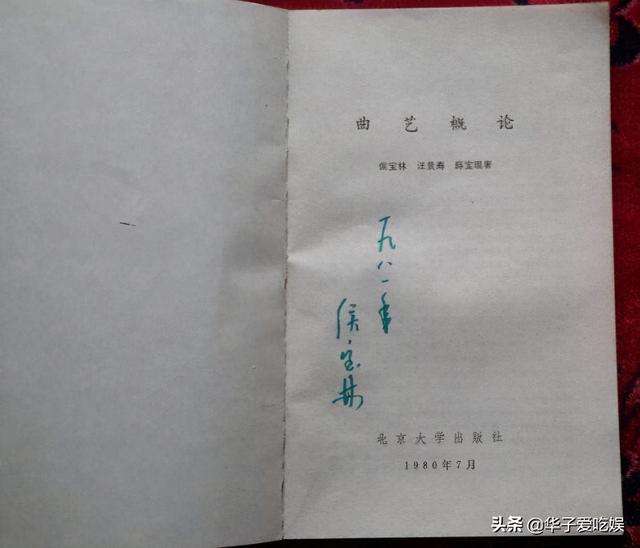 曲艺概论
侯宝林 汪景寿 薛宝琨著
一九八一年
侯宝林
北京大学出版社
1980年7月
头条 @华子爱吃娱